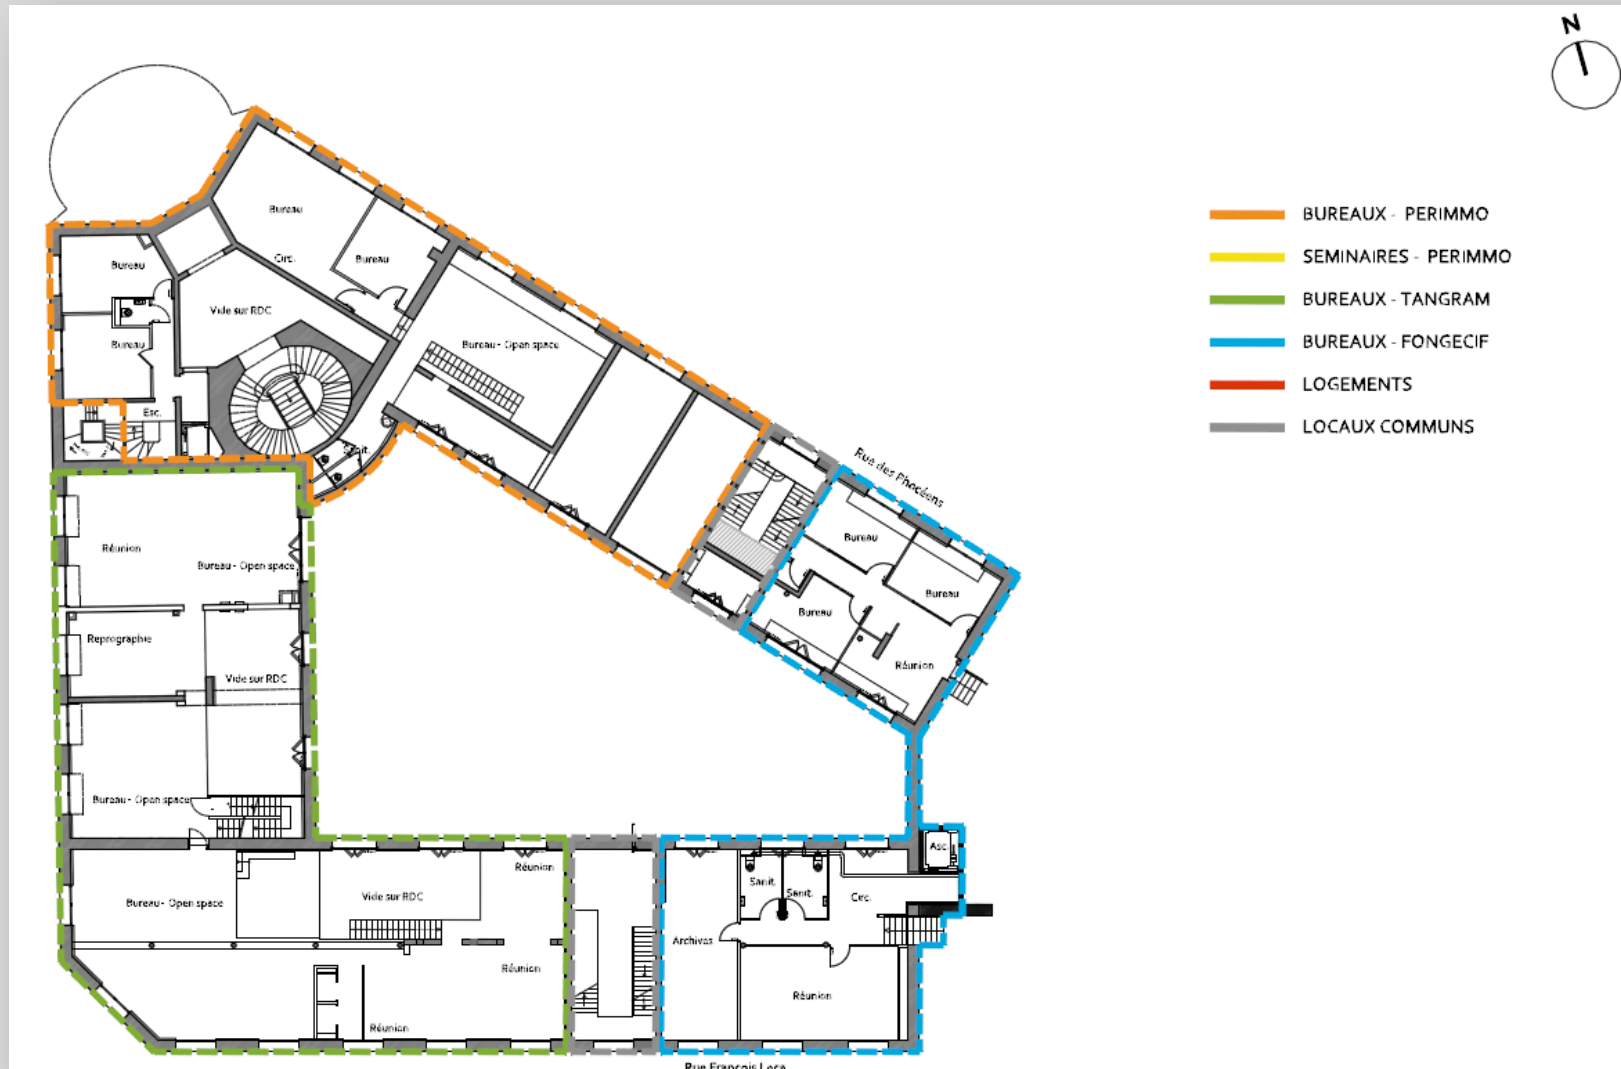 N
BUREAUX - PERIMMO
SEMINAIRES - PERIMMO
BUREAUX - TANGRAM
BUREAUX - FONGECIF
LOGEMENTS
LOCAUX COMMUNS
Bureau
Circ.
Bureau
Bureau
Vide sur RDC
Bureau
Bureau - Open space
Esc.
Rue des Phocéens
Bureau
Bureau
Bureau
Réunion
Réunion
Bureau - Open space
Reprographie
Vide sur RDC
Bureau - Open space
Asc.
Réunion
Vide sur RDC
Bureau - Open space
Sanit.
Sanit.
Circ.
Archives
Réunion
Réunion
Réunion